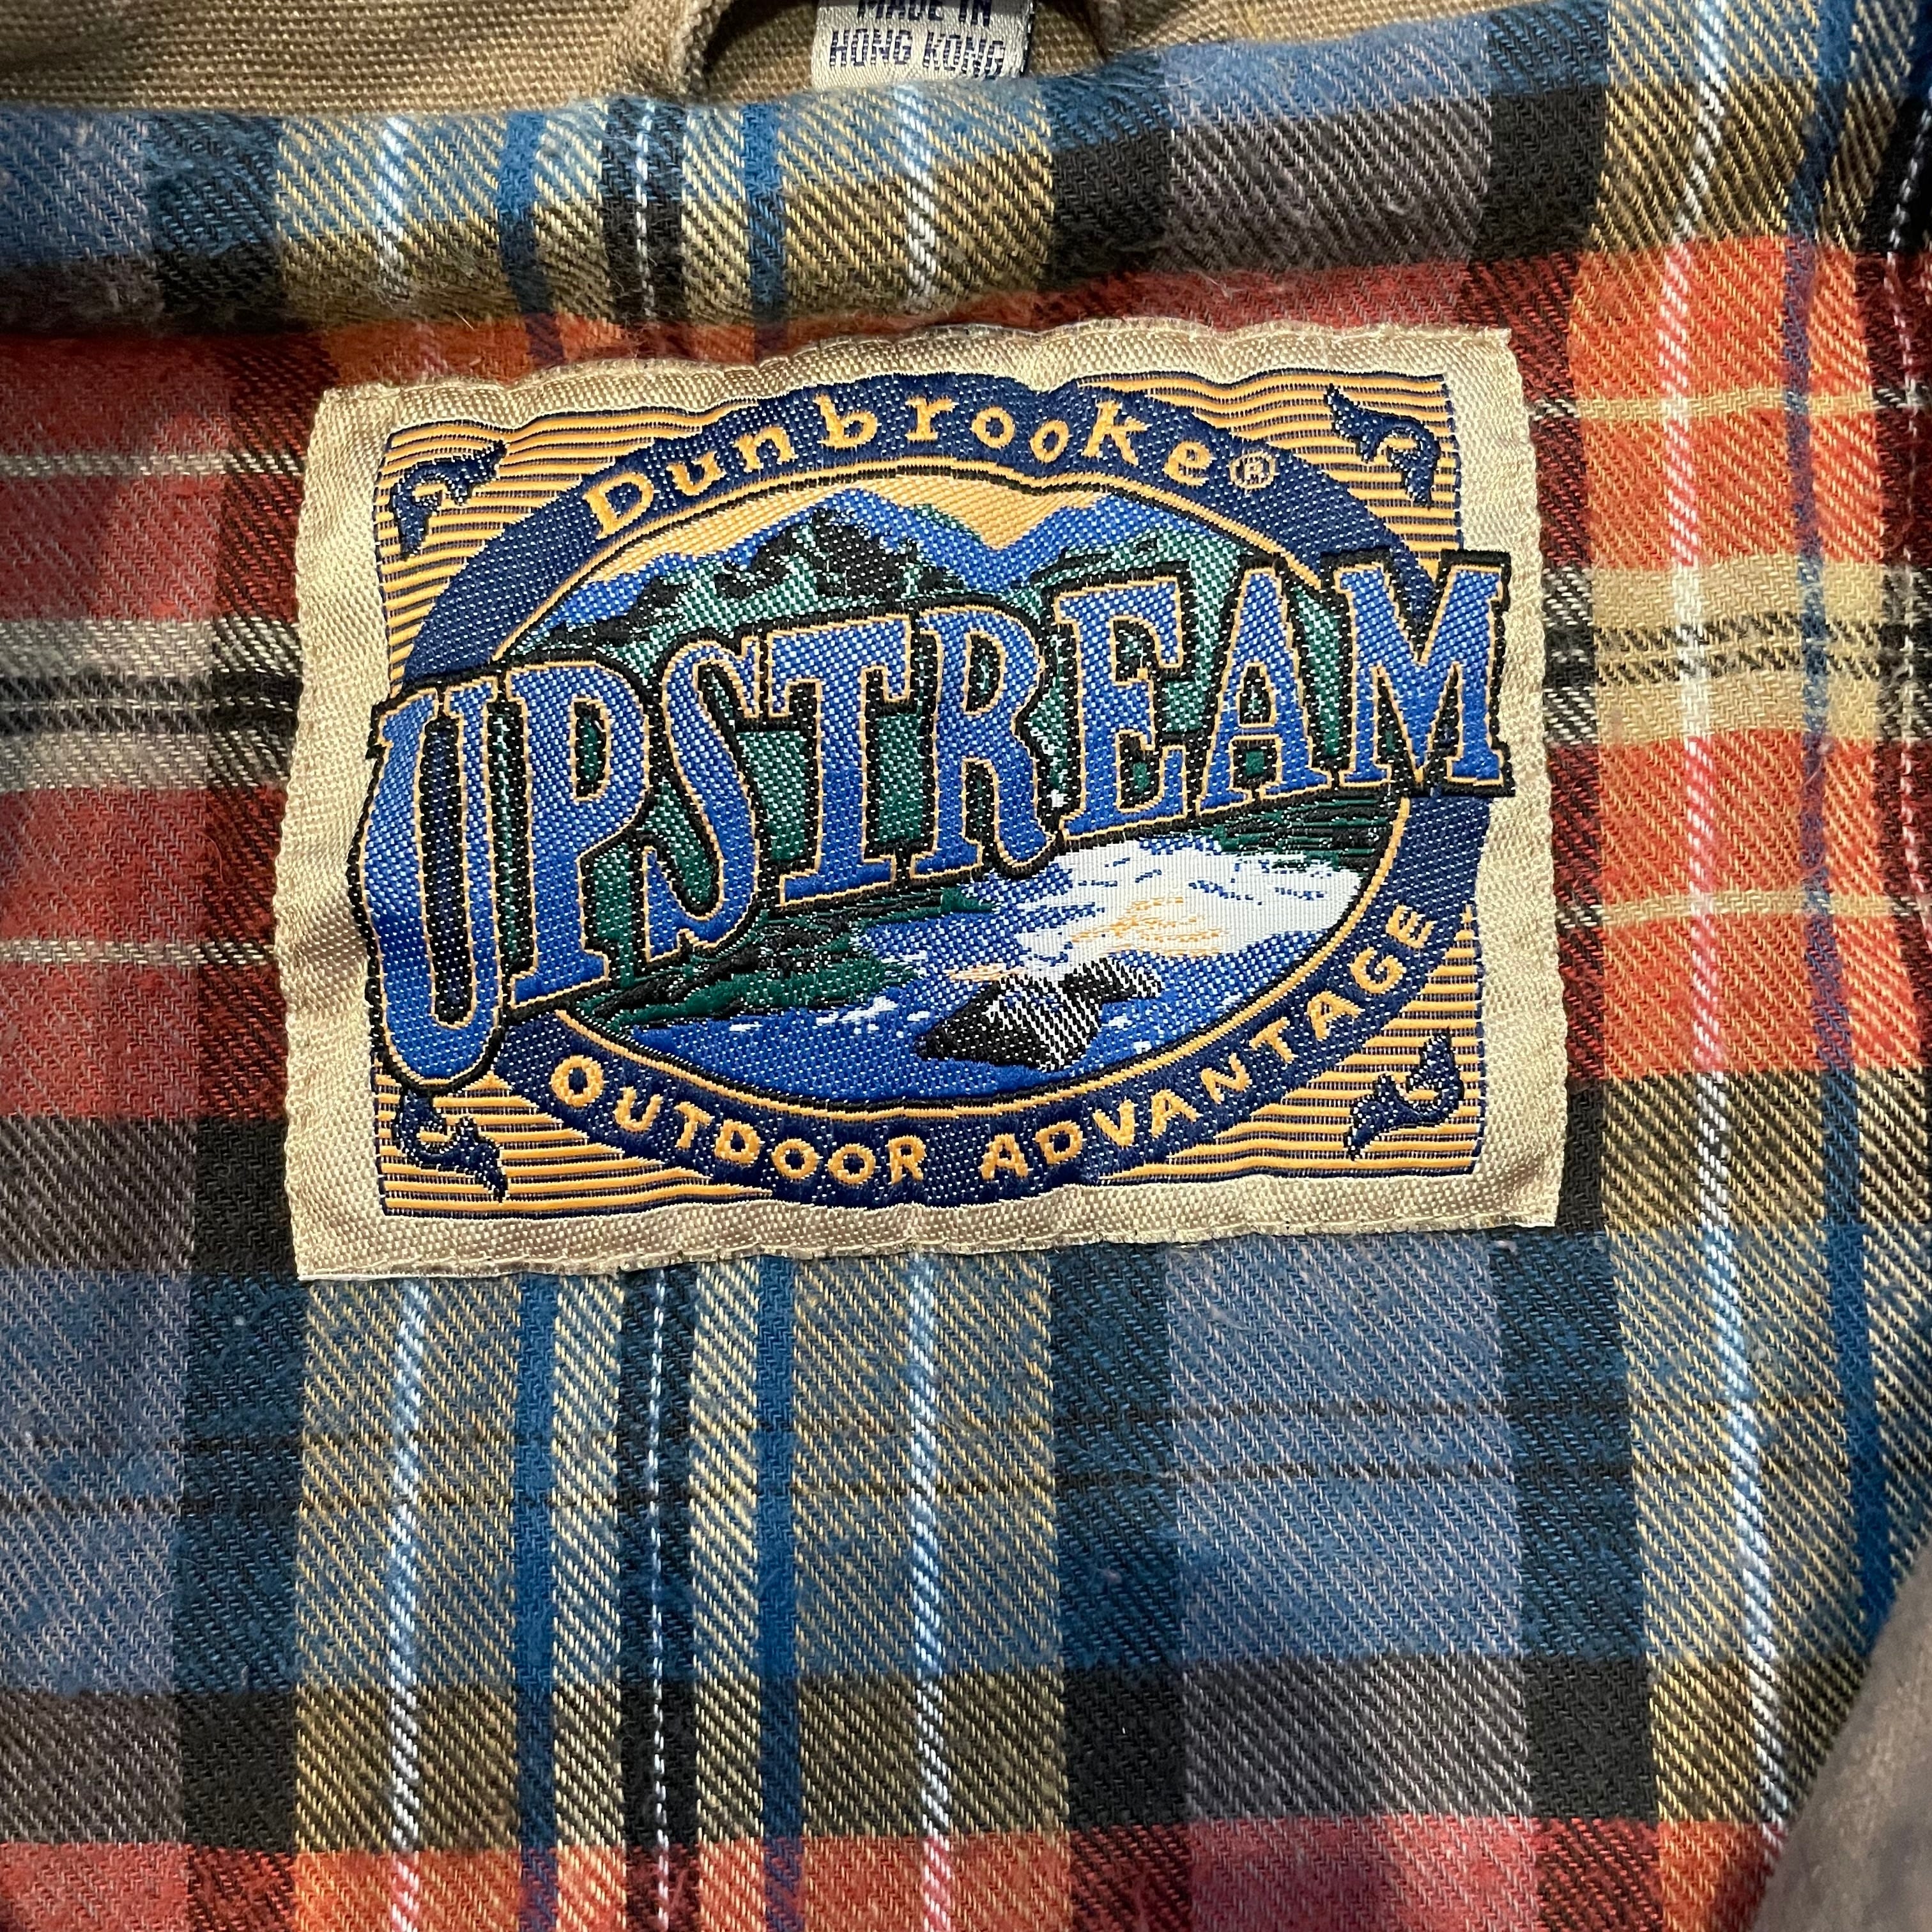 MADE IN
HONG KONG
Dunbrooke®
UPSTREAM
OUTDOOR ADVANTAGE